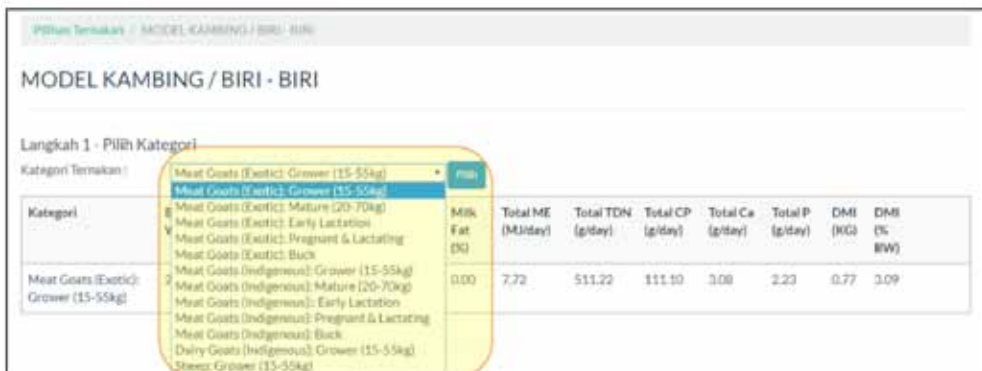 Pilihan Ternakan / MODEL KAMBING / BIRI - BIRI
MODEL KAMBING / BIRI - BIRI
Langkah 1 - Pilih Kategori
Kategori Ternakan :
Meat Goats (Exotic): Grower (15-55kg)
Pilih
Meat Goats (Exotic): Grower (15-55kg)
Meat Goats (Exotic): Mature (20-70kg)
Meat Goats (Exotic): Early Lactation
Meat Goats (Exotic): Pregnant & Lactating
Meat Goats (Exotic): Buck
Meat Goats (Indigenous): Grower (15-55kg)
Meat Goats (Indigenous): Mature (20-70kg)
Meat Goats (Indigenous): Early Lactation
Meat Goats (Indigenous): Pregnant & Lactating
Meat Goats (Indigenous): Buck
Dairy Goats (Indigenous): Grower (15-55kg)
Sheep: Grower (15-55kg)
Kategori Milk Fat (%) Total ME (MJ/day) Total TDN (g/day) Total CP (g/day) Total Ca (g/day) Total P (g/day) DMI (KG) DMI (% BW)
Meat Goats (Exotic): Grower (15-55kg) 0.00 7.72 511.22 111.10 3.08 2.23 0.77 3.09